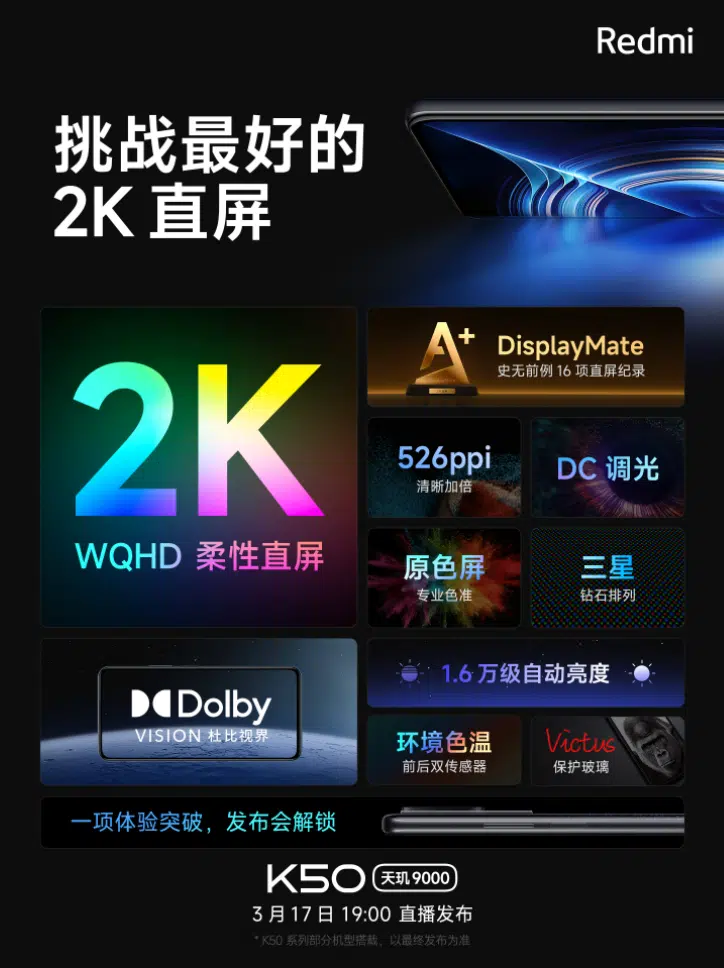 Redmi
挑战最好的
2K 直屏
2K
WQHD 柔性直屏
A+
DisplayMate
史无前例 16 项直屏纪录
526ppi
清晰加倍
DC 调光
原色屏
专业色准
三星
钻石排列
Dolby
VISION 杜比视界
1.6 万级自动亮度
环境色温
前后双传感器
Victus
保护玻璃
一项体验突破，发布会解锁
K50 天玑9000
3 月 17 日 19:00 直播发布
* K50 系列部分机型搭载，以最终发布为准